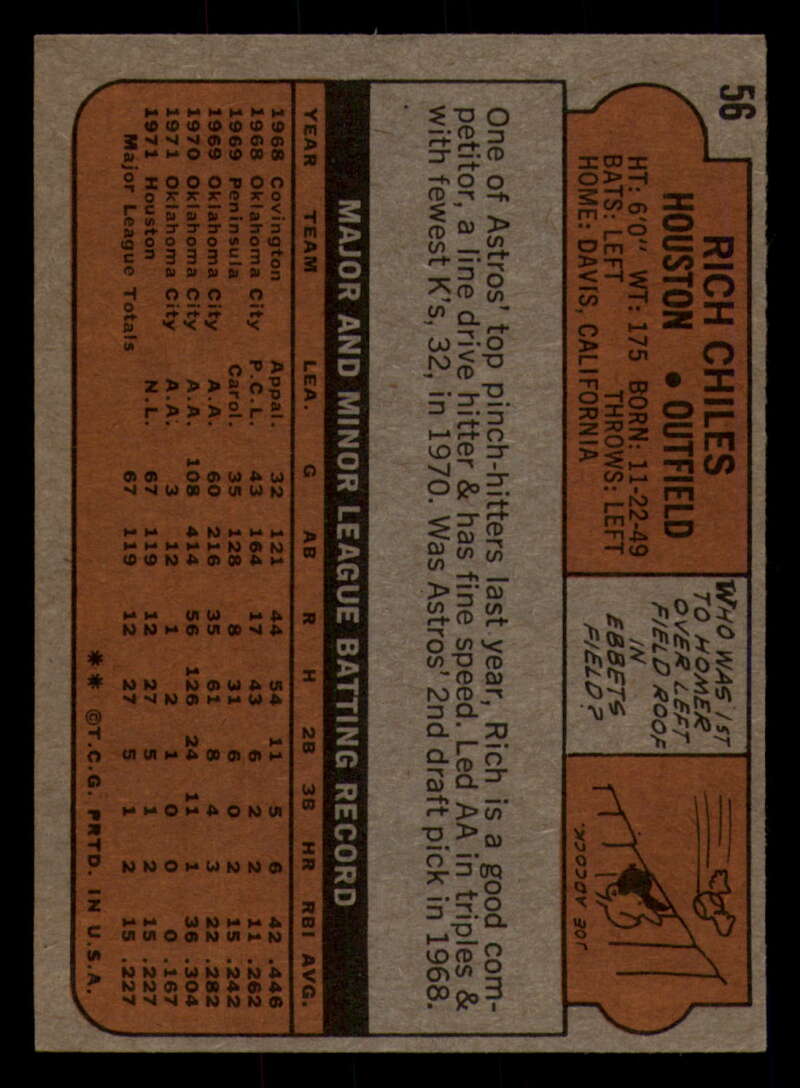 56
RICH CHILES
HOUSTON • OUTFIELD
HT: 6'0" WT: 175 BORN: 11-22-49
BATS: LEFT THROWS: LEFT
HOME: DAVIS, CALIFORNIA
WHO WAS 1ST
TO HOMER
OVER LEFT
FIELD ROOF
IN
EBBETS
FIELD?
JOE ADCOCK.
One of Astros' top pinch-hitters last year, Rich is a good com-
petitor, a line drive hitter & has fine speed. Led AA in triples &
with fewest K's, 32, in 1970. Was Astros' 2nd draft pick in 1968.
MAJOR AND MINOR LEAGUE BATTING RECORD
YEAR TEAM LEA. G AB R H 2B 3B HR RBI AVG.
1968 Covington Appal. 32 121 44 54 11 5 6 42 .446
1968 Oklahoma City P.C.L. 43 164 17 43 6 2 2 11 .262
1969 Peninsula Carol. 35 128 8 31 6 0 2 15 .242
1969 Oklahoma City A.A. 60 216 35 61 8 4 3 22 .282
1970 Oklahoma City A.A. 108 414 56 126 24 11 1 36 .304
1971 Oklahoma City A.A. 3 12 1 2 1 0 0 0 .167
1971 Houston N.L. 67 119 12 27 5 1 2 15 .227
Major League Totals 67 119 12 27 5 1 2 15 .227
** ©T.C.G. PRTD. IN U.S.A.